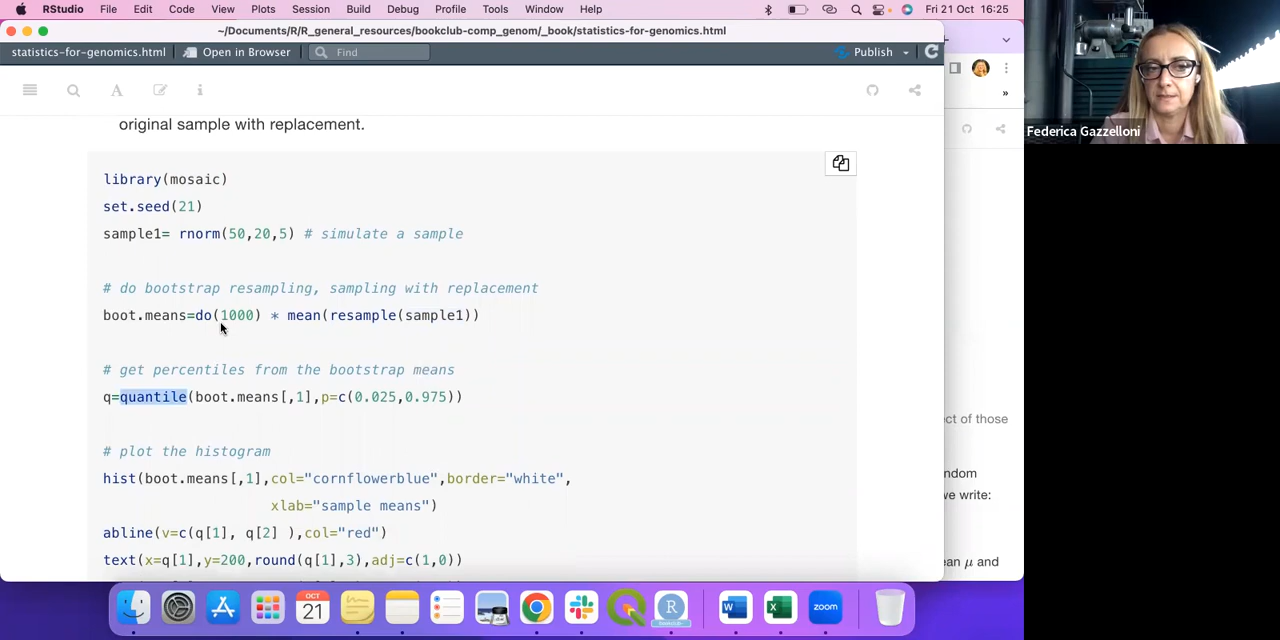 RStudio File Edit Code View Plots Session Build Debug Profile Tools Window Help Fri 21 Oct 16:25
~/Documents/R/R_general_resources/bookclub-comp_genom/_book/statistics-for-genomics.html
statistics-for-genomics.html Open in Browser Find Publish
»
A i
original sample with replacement.
Federica Gazzelloni
library(mosaic)
set.seed(21)
sample1= rnorm(50,20,5) # simulate a sample
# do bootstrap resampling, sampling with replacement
boot.means=do(1000) * mean(resample(sample1))
# get percentiles from the bootstrap means
q=quantile(boot.means[,1],p=c(0.025,0.975))
ect of those
# plot the histogram
ndom
hist(boot.means[,1],col="cornflowerblue",border="white",
we write:
xlab="sample means")
abline(v=c(q[1], q[2] ),col="red")
text(x=q[1],y=200,round(q[1],3),adj=c(1,0))
ean μ and
OCT
21
R
W
X
zoom